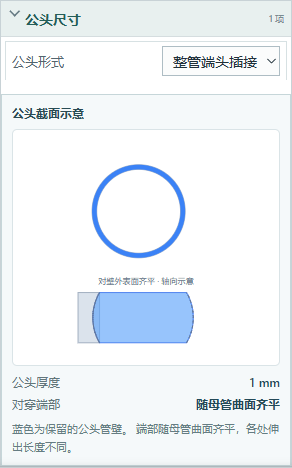 公头尺寸
1项
公头形式
整管端头插接
公头截面示意
对壁外表面齐平 · 轴向示意
公头厚度
1 mm
对穿端部
随母管曲面齐平
蓝色为保留的公头管壁。 端部随母管曲面齐平，各处伸
出长度不同。